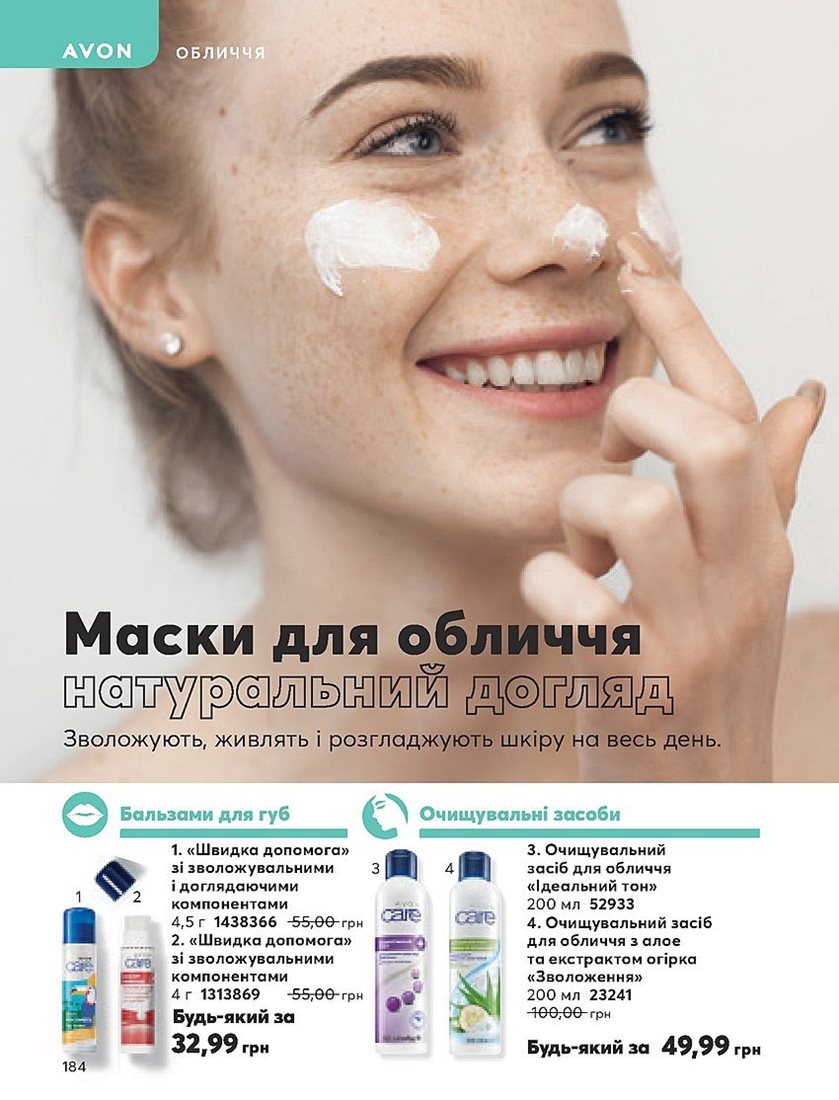 AVON
ОБЛИЧЧЯ
Маски для обличчя
натуральний догляд
Зволожують, живлять і розгладжують шкіру на весь день.
Бальзами для губ
1
2
1. «Швидка допомога»
зі зволожувальними
і доглядаючими
компонентами
4,5 г 1438366 55,00 грн
2. «Швидка допомога»
зі зволожувальними
компонентами
4 г 1313869 55,00 грн
Будь-який за
32,99 грн
care
care
Очищувальні засоби
3
4
AVON
care
care
3. Очищувальний
засіб для обличчя
«Ідеальний тон»
200 мл 52933
4. Очищувальний засіб
для обличчя з алое
та екстрактом огірка
«Зволоження»
200 мл 23241
100,00 грн
Будь-який за 49,99 грн
184